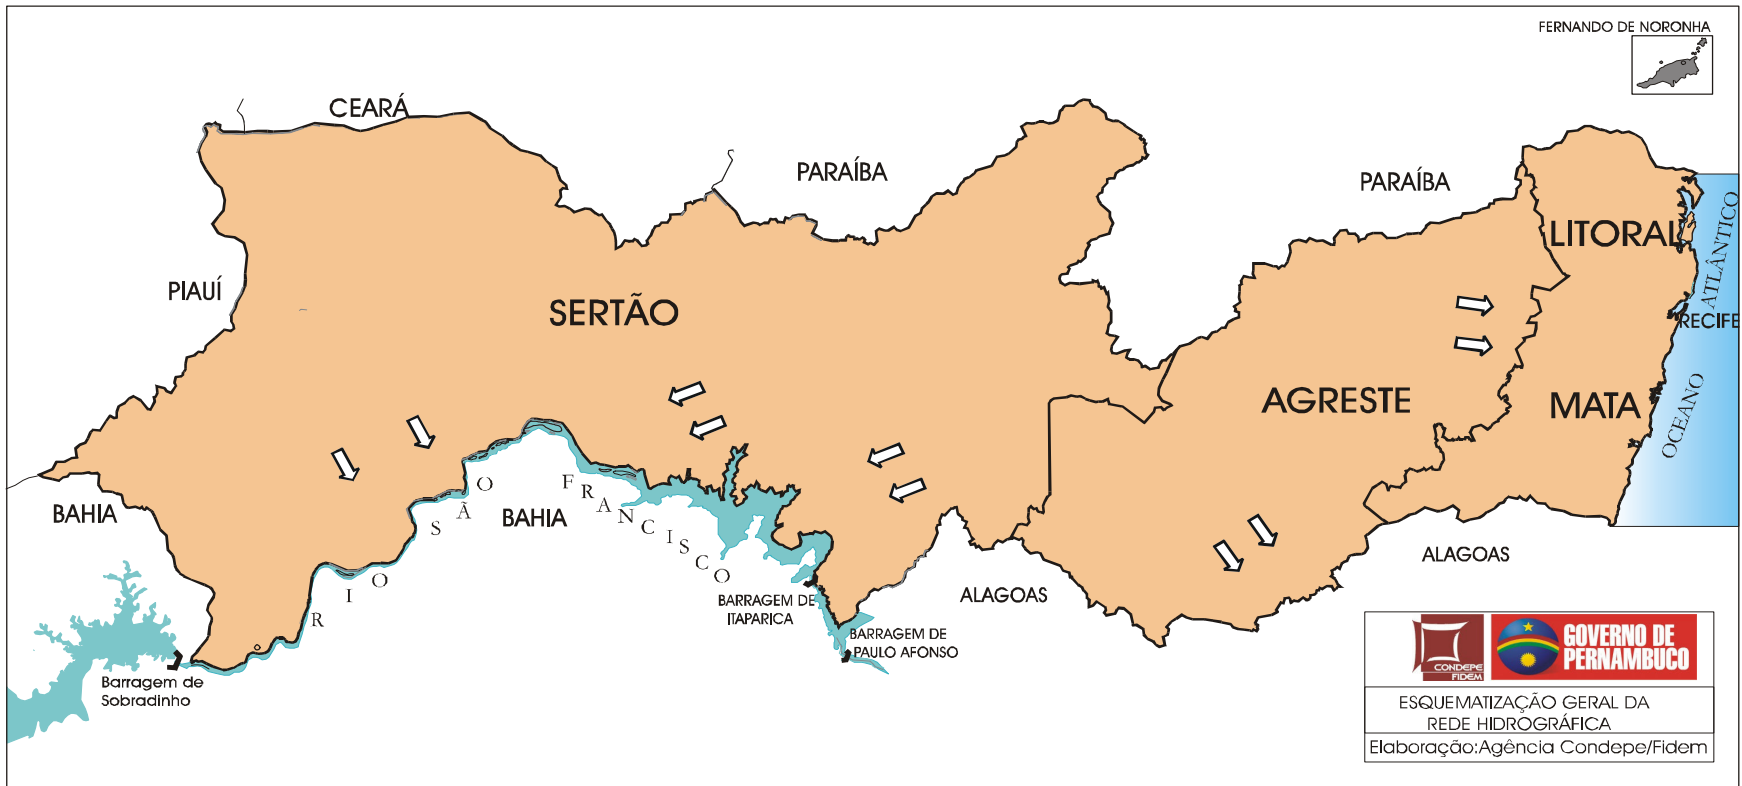 FERNANDO DE NORONHA
CEARÁ
PARAÍBA
PARAÍBA
PIAUÍ
SERTÃO
LITORAL
ATLÂNTICO
RECIFE
AGRESTE
MATA
OCEANO
BAHIA
BAHIA
RIO SÃO FRANCISCO
ALAGOAS
ALAGOAS
BARRAGEM DE
ITAPARICA
BARRAGEM DE
PAULO AFONSO
Barragem de
Sobradinho
CONDEPE
FIDEM
GOVERNO DE
PERNAMBUCO
ESQUEMATIZAÇÃO GERAL DA
REDE HIDROGRÁFICA
Elaboração:Agência Condepe/Fidem